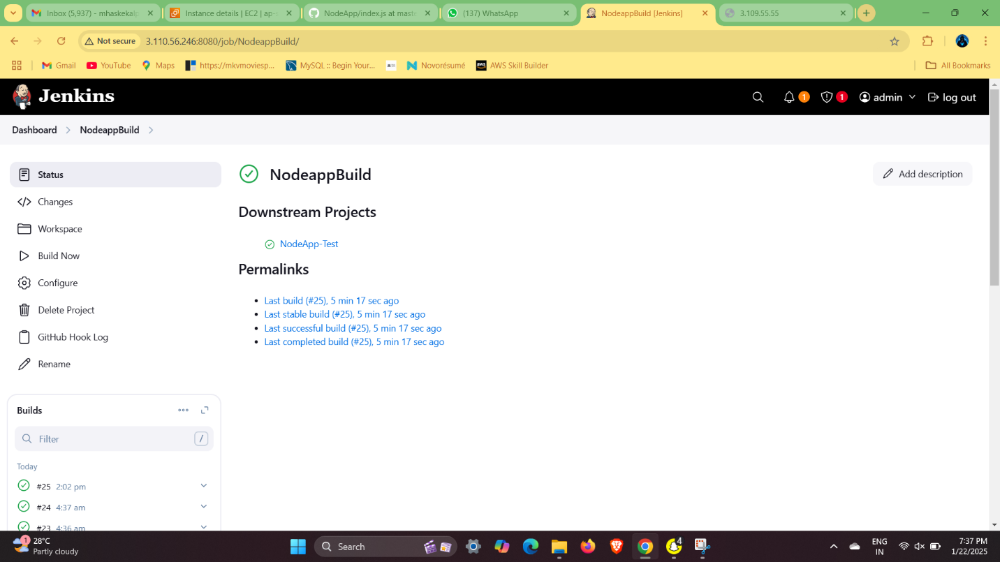 Inbox (5,937) - mhaskekalp
Instance details | EC2 | ap-s
NodeApp/index.js at maste
(137) WhatsApp
NodeappBuild [Jenkins]
3.109.55.55
Not secure
3.110.56.246:8080/job/NodeappBuild/
Gmail
YouTube
Maps
https://mkvmoviesp...
MySQL :: Begin Your...
Novorésumé
aws
AWS Skill Builder
All Bookmarks
Jenkins
1
1
admin
log out
Dashboard
NodeappBuild
Status
Changes
Workspace
Build Now
Configure
Delete Project
GitHub Hook Log
Rename
NodeappBuild
Add description
Downstream Projects
NodeApp-Test
Permalinks
Last build (#25), 5 min 17 sec ago
Last stable build (#25), 5 min 17 sec ago
Last successful build (#25), 5 min 17 sec ago
Last completed build (#25), 5 min 17 sec ago
Builds
Filter
/
Today
#25 2:02 pm
#24 4:37 am
#23 4:36 am
1
28°C
Partly cloudy
Search
4
ENG
IN
7:37 PM
1/22/2025